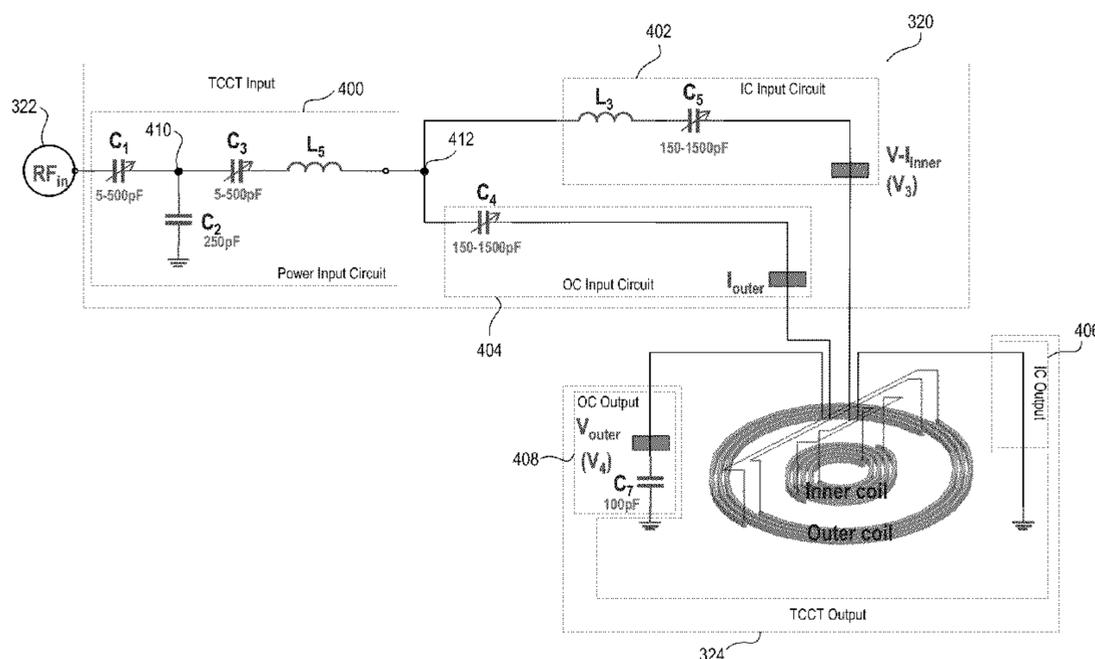 402
320
TCCT Input
400
IC Input Circuit
322
410
C1
C3
L5
412
L3
C5
150-1500pF
RFin
5-500pF
5-500pF
V-Iinner
(V3)
C2
250pF
C4
150-1500pF
Power Input Circuit
OC Input Circuit
Iouter
404
406
IC Output
OC Output
Vouter
(V4)
408
C7
100pF
Inner coil
Outer coil
TCCT Output
324